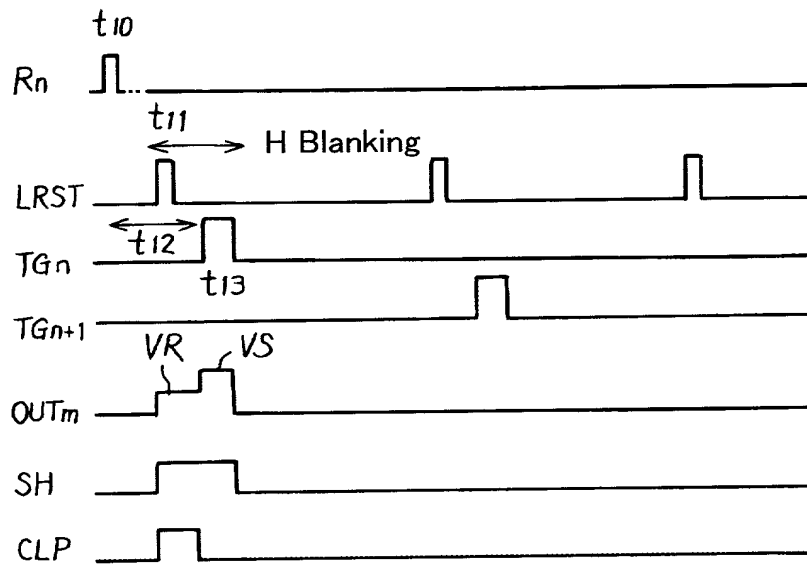 t10
Rn
t11
H Blanking
LRST
t12
TGn
t13
TGn+1
VR VS
OUTm
SH
CLP